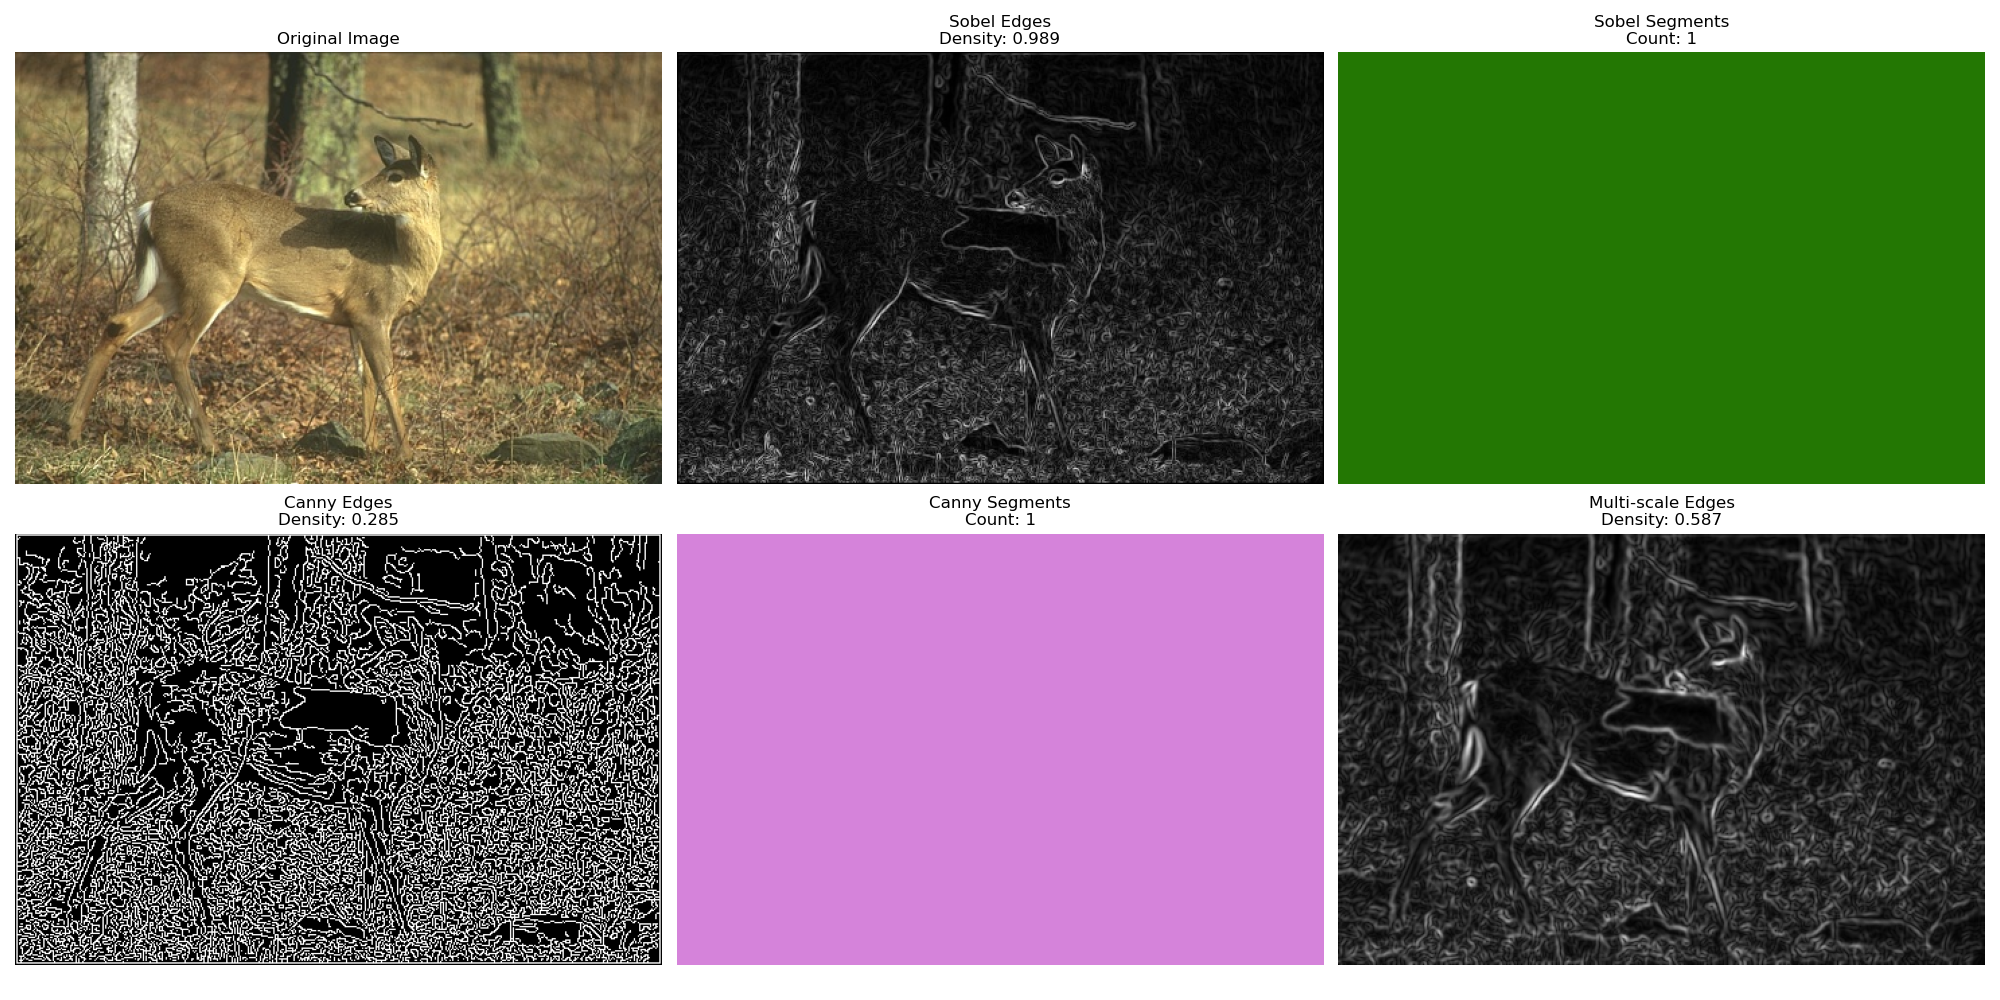 Original Image
Sobel Edges
Density: 0.989
Sobel Segments
Count: 1
Canny Edges
Density: 0.285
Canny Segments
Count: 1
Multi-scale Edges
Density: 0.587